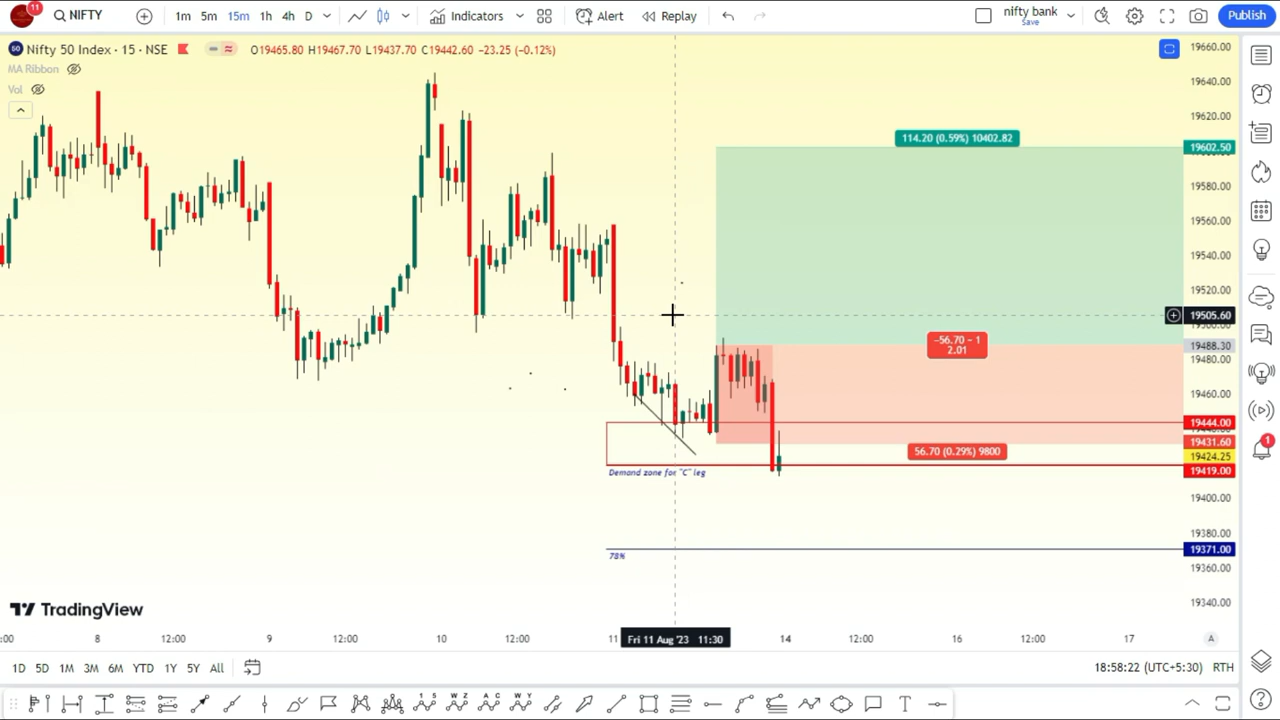 11
NIFTY
1m 5m 15m 1h 4h D
Indicators
Alert
Replay
nifty bank
Save
Publish
50 Nifty 50 Index · 15 · NSE
O19465.80 H19467.70 L19437.70 C19442.60 −23.25 (−0.12%)
MA Ribbon
Vol
19660.00
19640.00
19620.00
114.20 (0.59%) 10402.82
19602.50
19580.00
19560.00
19540.00
19520.00
19505.60
−56.70 − 1
2.01
19488.30
19480.00
19460.00
19444.00
19431.60
56.70 (0.29%) 9800
19424.25
19419.00
Demand zone for "C" leg
19400.00
19380.00
78%
19371.00
19360.00
19340.00
TradingView
:00 8 12:00 9 12:00 10 12:00 11 Fri 11 Aug '23 11:30 14 12:00 16 12:00 17 A
1D 5D 1M 3M 6M YTD 1Y 5Y All
18:58:22 (UTC+5:30) RTH
1 5 W Z A C W Y
T
1